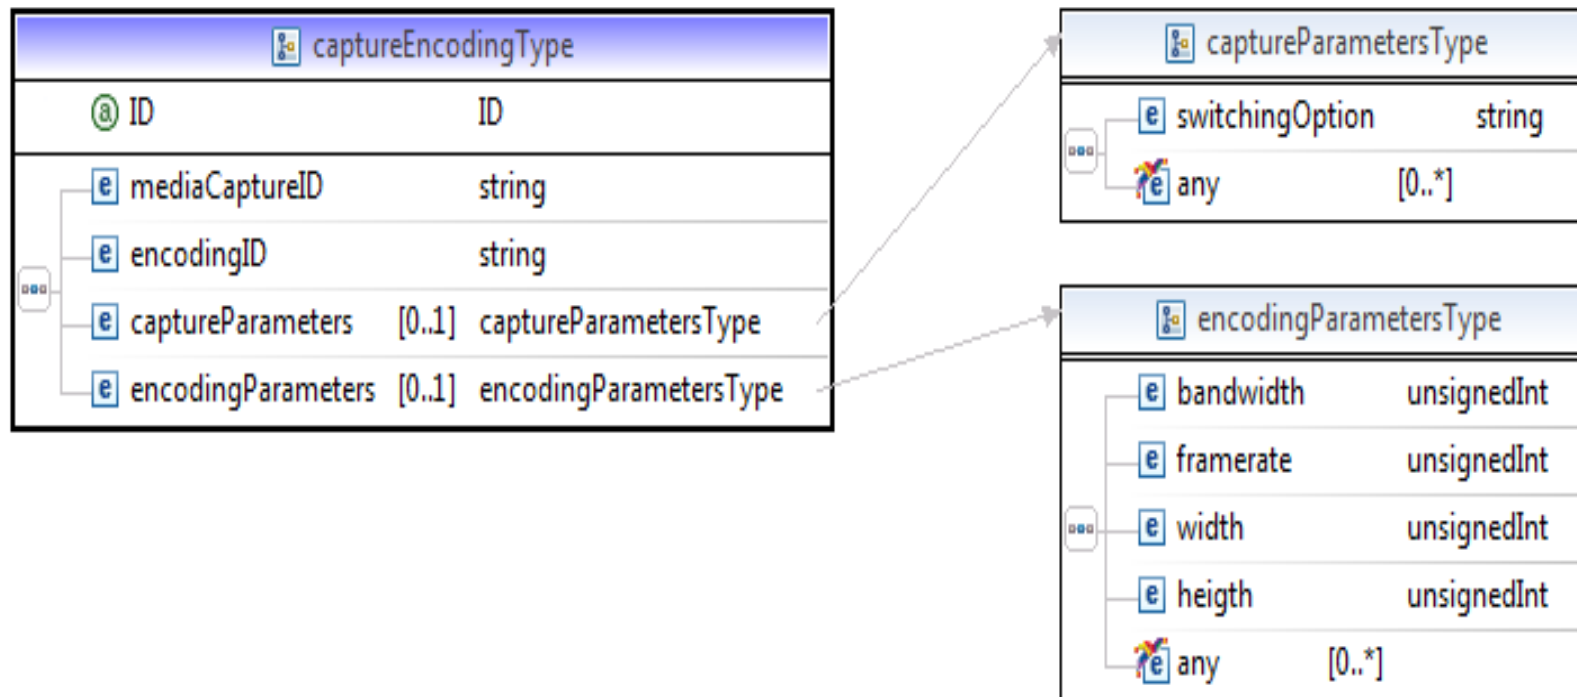 captureEncodingType
ID ID
mediaCaptureID string
encodingID string
captureParameters [0..1] captureParametersType
encodingParameters [0..1] encodingParametersType
captureParametersType
switchingOption string
any [0..*]
encodingParametersType
bandwidth unsignedInt
framerate unsignedInt
width unsignedInt
heigth unsignedInt
any [0..*]